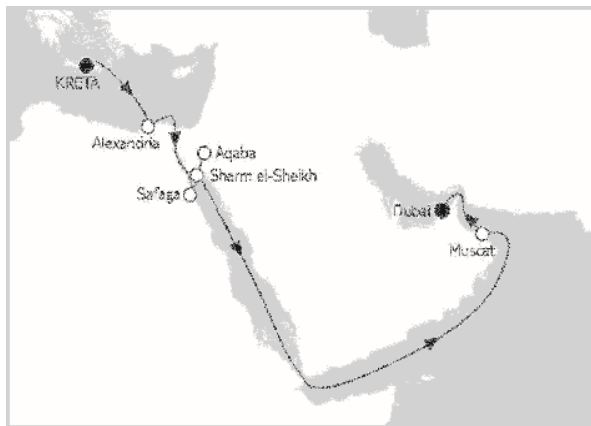 KRETA
Alexandria
Aqaba
Sharm el-Sheikh
Safaga
Dubai
Muscat